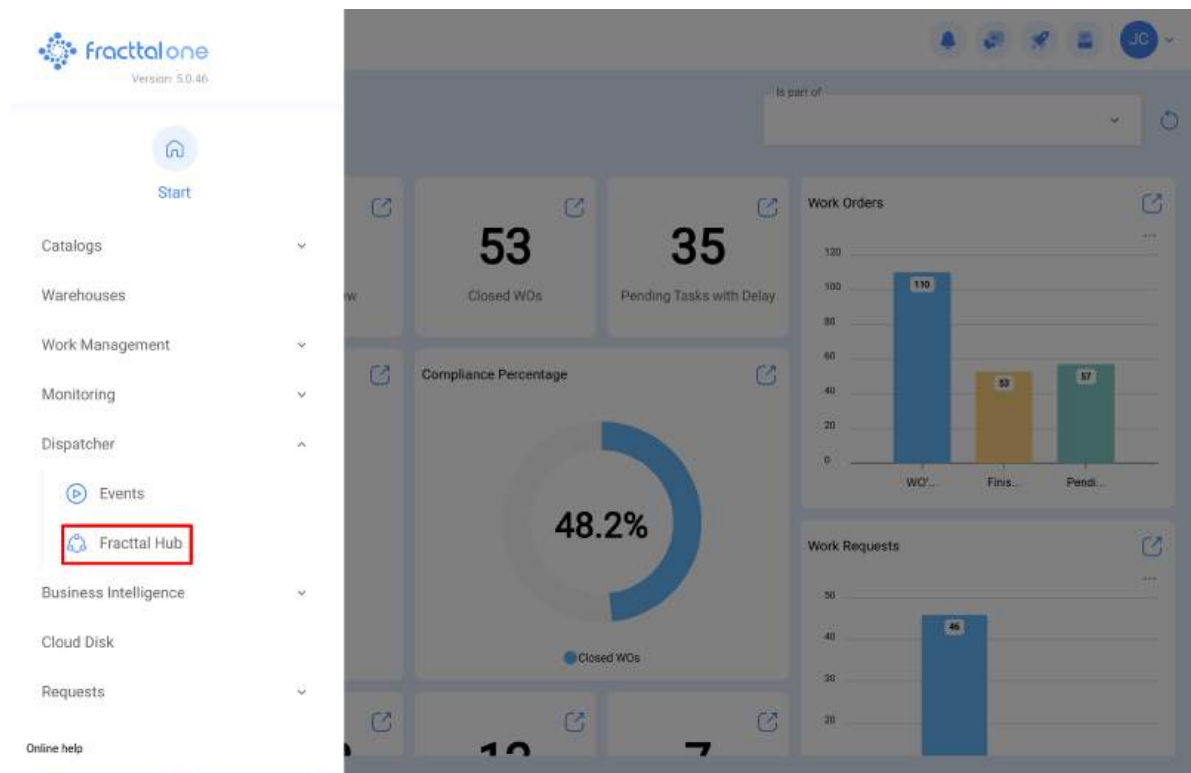 fracttal one
Version: 5.0.46
JC
Is part of
Start
Catalogs
Warehouses
Work Management
Monitoring
Dispatcher
Events
Fracttal Hub
Business Intelligence
Cloud Disk
Requests
Online help
53
Closed WOs
35
Pending Tasks with Delay
Work Orders
...
120
100
80
60
40
20
0
110
53
57
WO'...
Finis...
Pendi...
Compliance Percentage
48.2%
Closed WOs
Work Requests
...
50
40
30
20
46